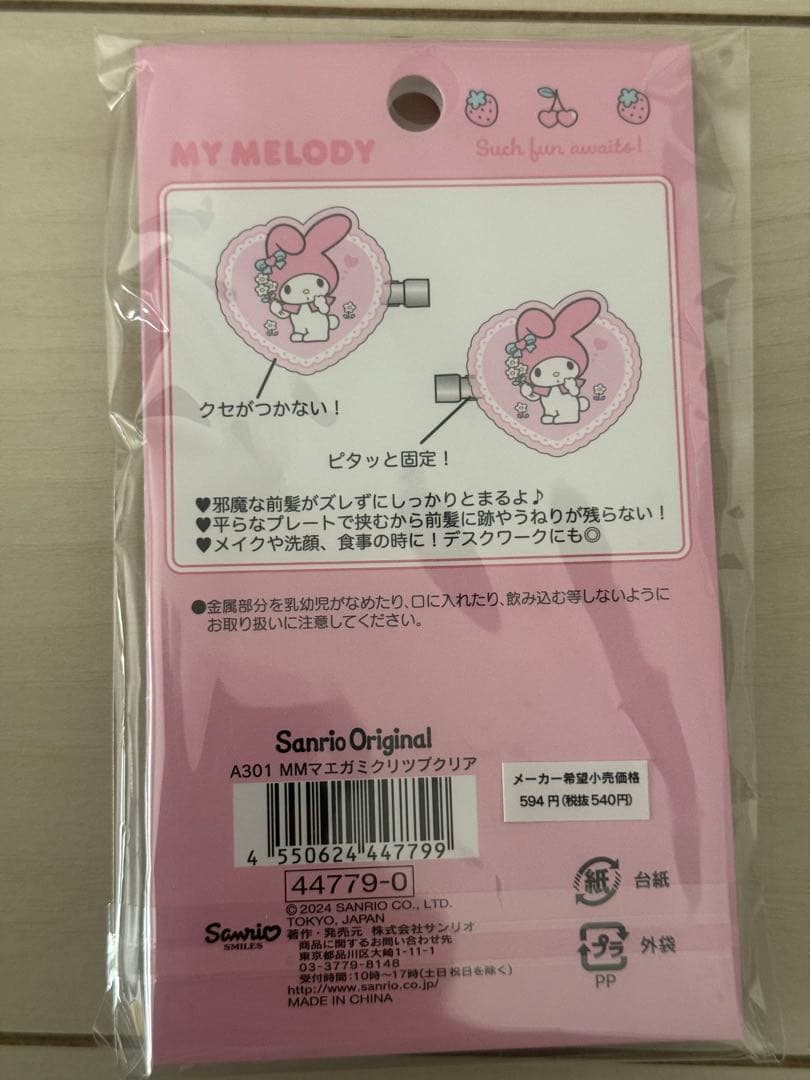 MY MELODY
Such fun awaits!
クセがつかない！
ピタッと固定！
♥邪魔な前髪がズレずにしっかりとまるよ♪
♥平らなプレートで挟むから前髪に跡やうねりが残らない！
♥メイクや洗顔、食事の時に！デスクワークにも◎
●金属部分を乳幼児がなめたり、口に入れたり、飲み込む等しないように
お取り扱いに注意してください。
Sanrio Original
A301 MMマエガミクリツプクリア
メーカー希望小売価格
594円(税抜540円)
4 550624 447799
44779-0
© 2024 SANRIO CO., LTD.
TOKYO, JAPAN
Sanrio
SMILES
著作・発売元 株式会社サンリオ
商品に関するお問い合わせ先
東京都品川区大崎1-11-1
03-3779-8148
受付時間：10時〜17時(土日祝日を除く)
http://www.sanrio.co.jp/
MADE IN CHINA
紙 台紙
プラ 外袋
PP